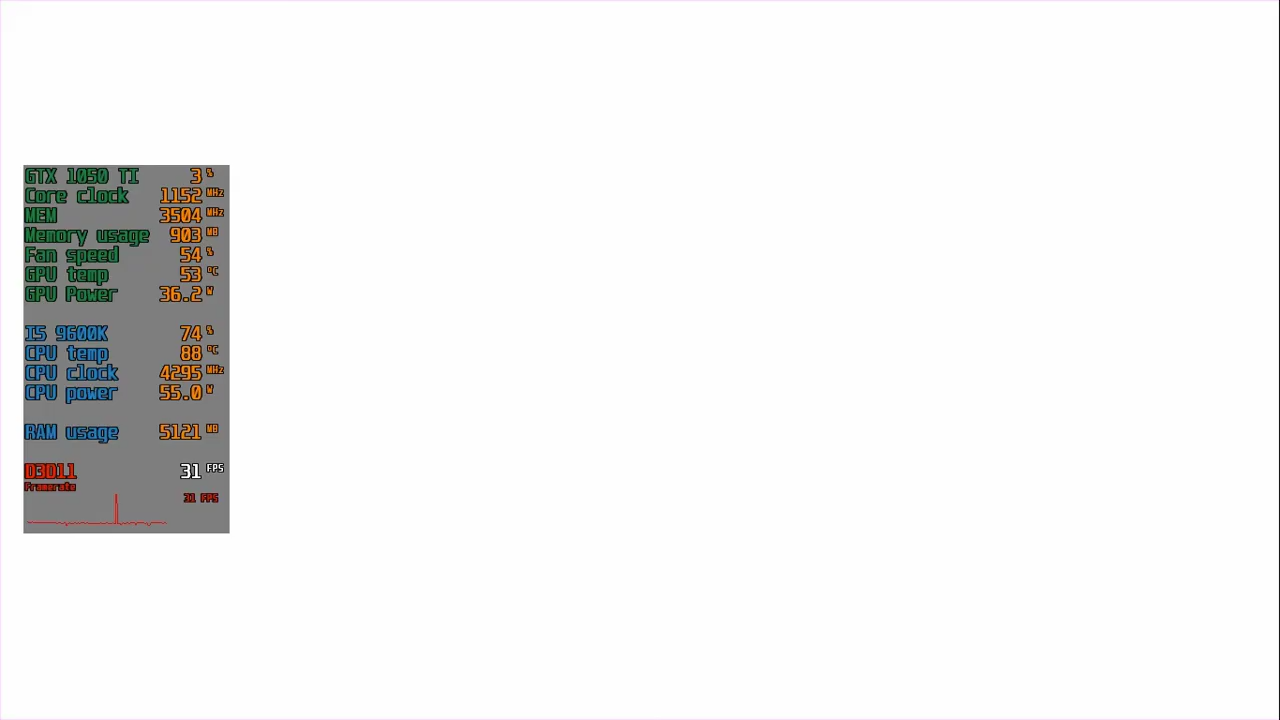 GTX 1050 TI 3 %
Core clock 1152 MHz
MEM 3504 MHz
Memory usage 903 MB
Fan speed 54 %
GPU temp 53 °C
GPU Power 36.2 W
I5 9600K 74 %
CPU temp 88 °C
CPU clock 4295 MHz
CPU power 55.0 W
RAM usage 5121 MB
D3D11 31 FPS
Framerate
31 FPS